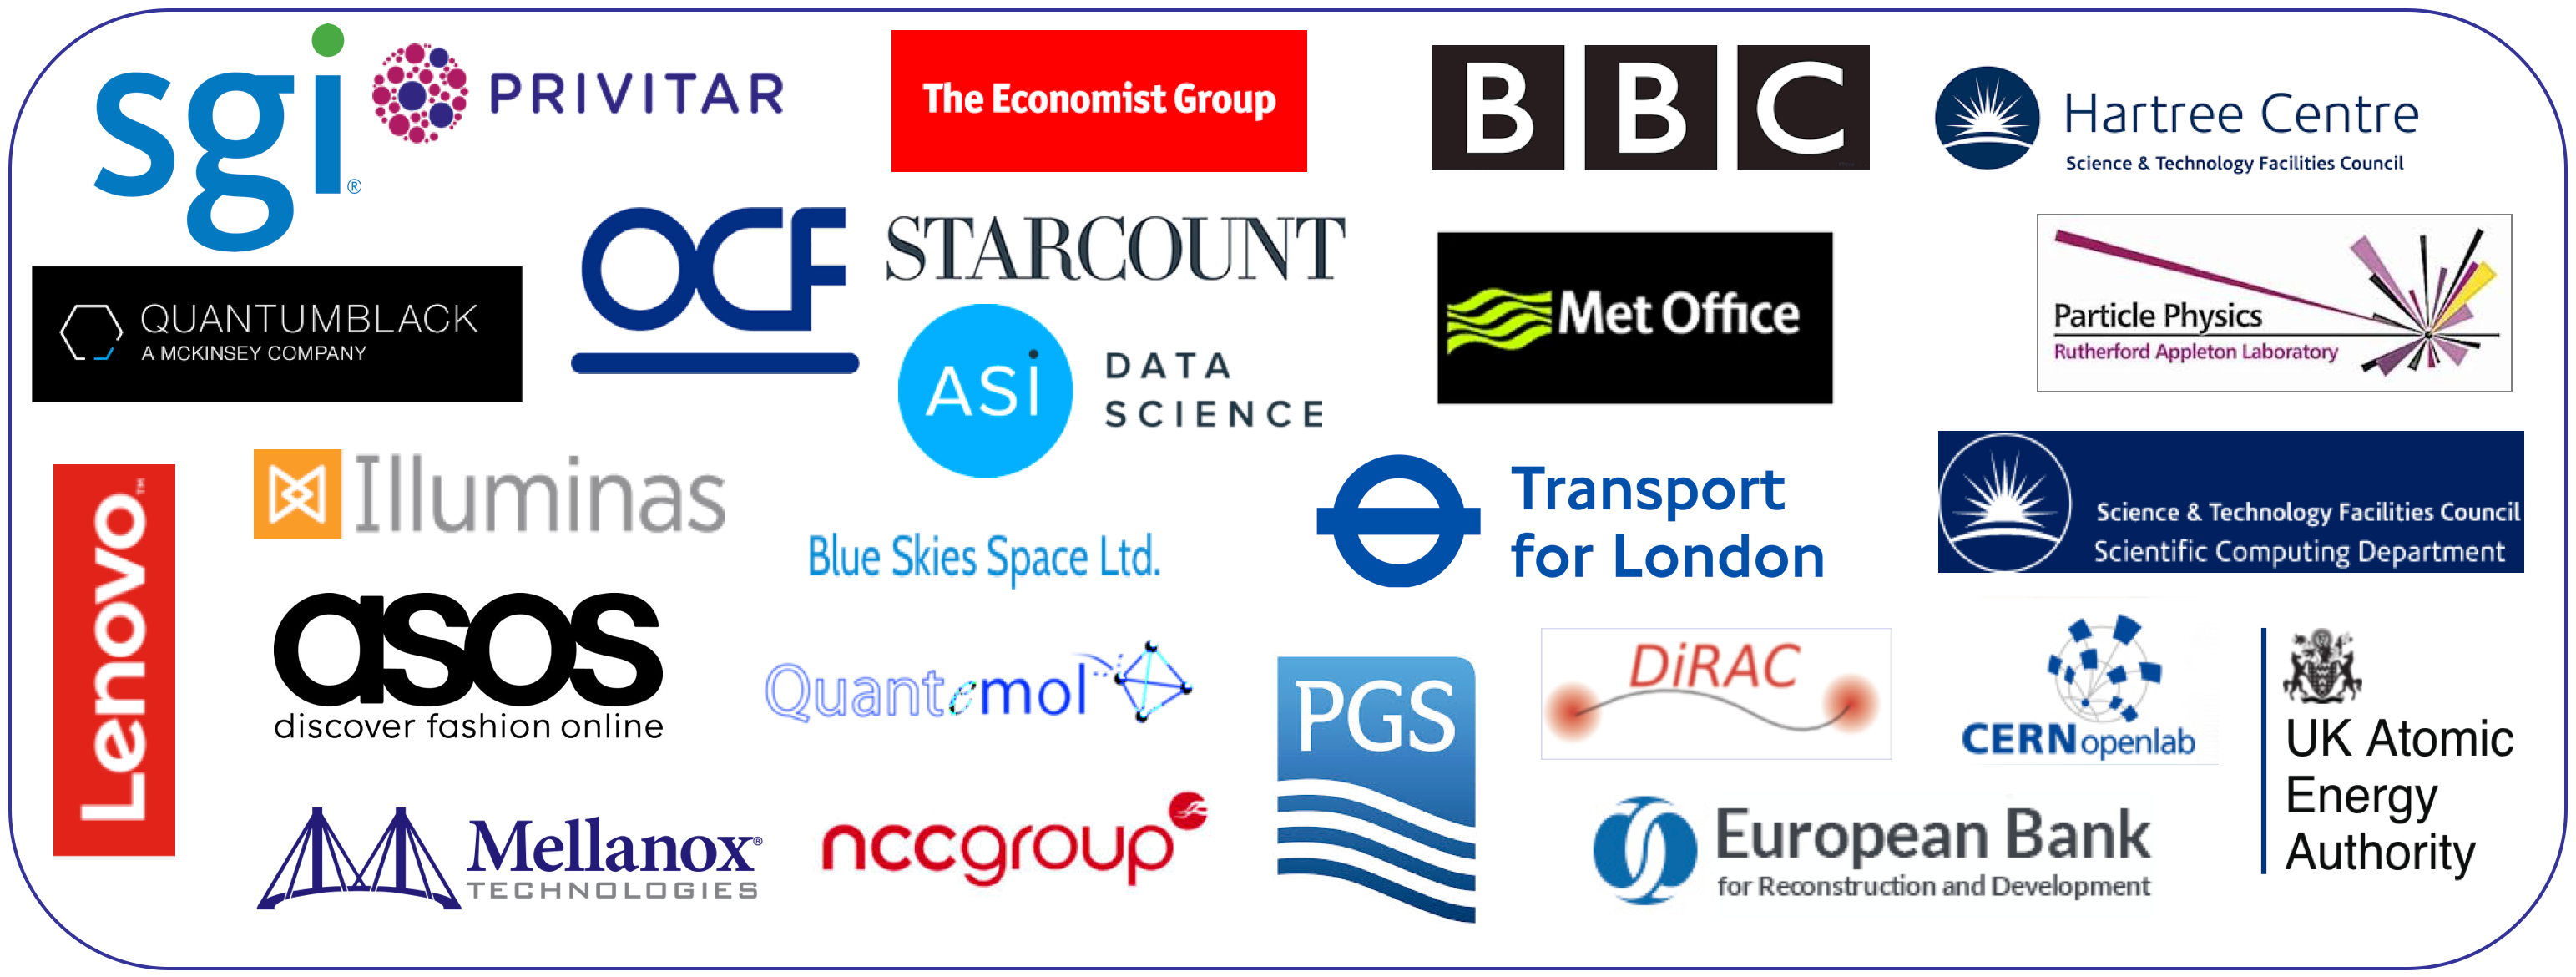 sgi®
PRIVITAR
The Economist Group
BBC
Hartree Centre
Science & Technology Facilities Council
QUANTUMBLACK
A MCKINSEY COMPANY
OCF
STARCOUNT
ASI
DATA
SCIENCE
Met Office
Particle Physics
Rutherford Appleton Laboratory
Lenovo™
Illuminas
Blue Skies Space Ltd.
Transport
for London
Science & Technology Facilities Council
Scientific Computing Department
asos
discover fashion online
Quantemol
PGS
DiRAC
CERN openlab
UK Atomic
Energy
Authority
Mellanox®
TECHNOLOGIES
nccgroup
European Bank
for Reconstruction and Development